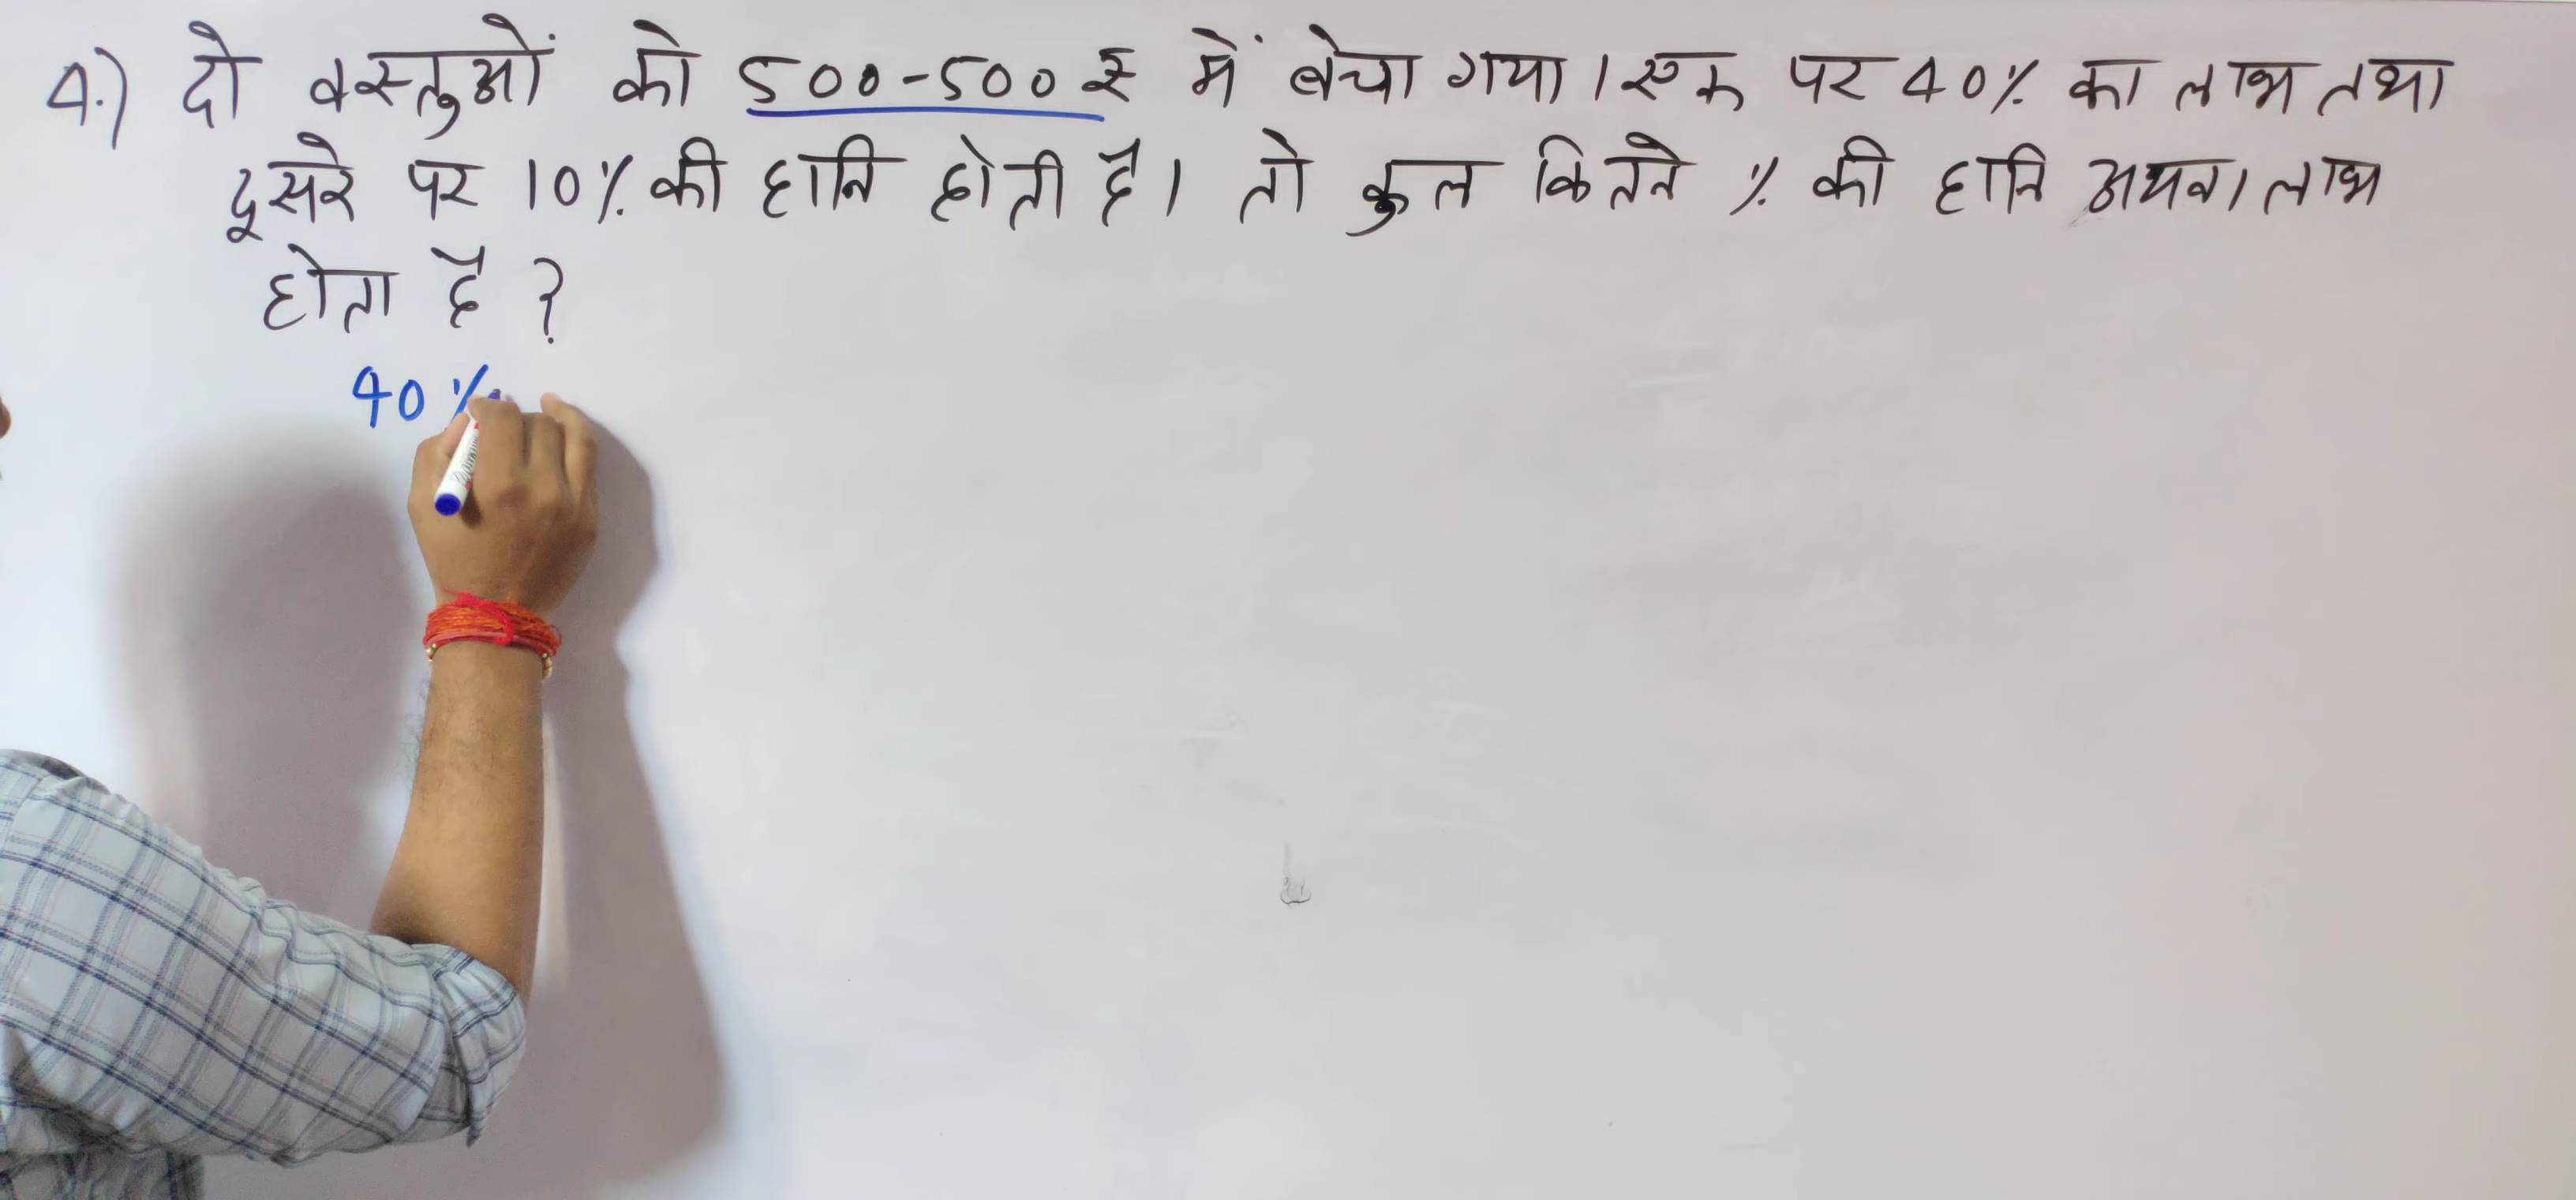 4.) दो वस्तुओं को 500-500 ₹ में बेचा गया। एक पर 40% का लाभ तथा
दूसरे पर 10% की हानि होती है। तो कुल कितने % की हानि अथवा लाभ
होता है ?
40%